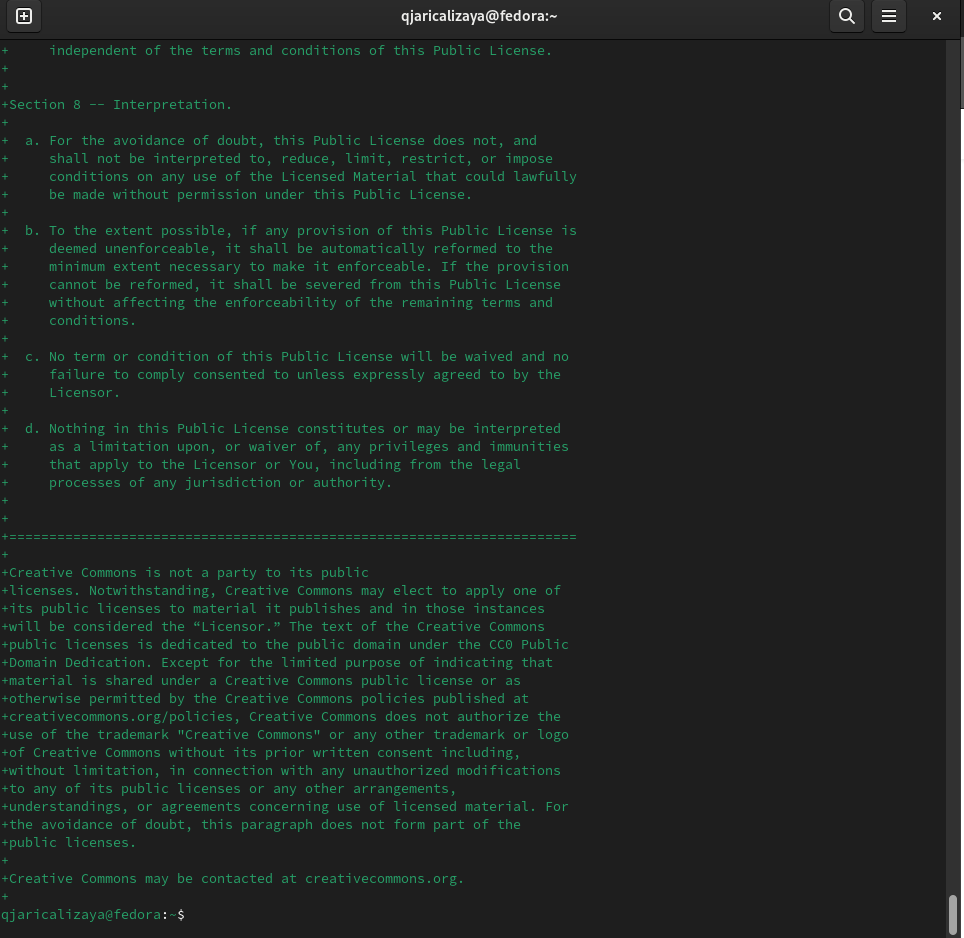 qjaricalizaya@fedora:~
+     independent of the terms and conditions of this Public License.
+
+
+Section 8 -- Interpretation.
+
+  a. For the avoidance of doubt, this Public License does not, and
+     shall not be interpreted to, reduce, limit, restrict, or impose
+     conditions on any use of the Licensed Material that could lawfully
+     be made without permission under this Public License.
+
+  b. To the extent possible, if any provision of this Public License is
+     deemed unenforceable, it shall be automatically reformed to the
+     minimum extent necessary to make it enforceable. If the provision
+     cannot be reformed, it shall be severed from this Public License
+     without affecting the enforceability of the remaining terms and
+     conditions.
+
+  c. No term or condition of this Public License will be waived and no
+     failure to comply consented to unless expressly agreed to by the
+     Licensor.
+
+  d. Nothing in this Public License constitutes or may be interpreted
+     as a limitation upon, or waiver of, any privileges and immunities
+     that apply to the Licensor or You, including from the legal
+     processes of any jurisdiction or authority.
+
+
+=======================================================================
+
+Creative Commons is not a party to its public
+licenses. Notwithstanding, Creative Commons may elect to apply one of
+its public licenses to material it publishes and in those instances
+will be considered the “Licensor.” The text of the Creative Commons
+public licenses is dedicated to the public domain under the CC0 Public
+Domain Dedication. Except for the limited purpose of indicating that
+material is shared under a Creative Commons public license or as
+otherwise permitted by the Creative Commons policies published at
+creativecommons.org/policies, Creative Commons does not authorize the
+use of the trademark "Creative Commons" or any other trademark or logo
+of Creative Commons without its prior written consent including,
+without limitation, in connection with any unauthorized modifications
+to any of its public licenses or any other arrangements,
+understandings, or agreements concerning use of licensed material. For
+the avoidance of doubt, this paragraph does not form part of the
+public licenses.
+
+Creative Commons may be contacted at creativecommons.org.
+
qjaricalizaya@fedora:~$